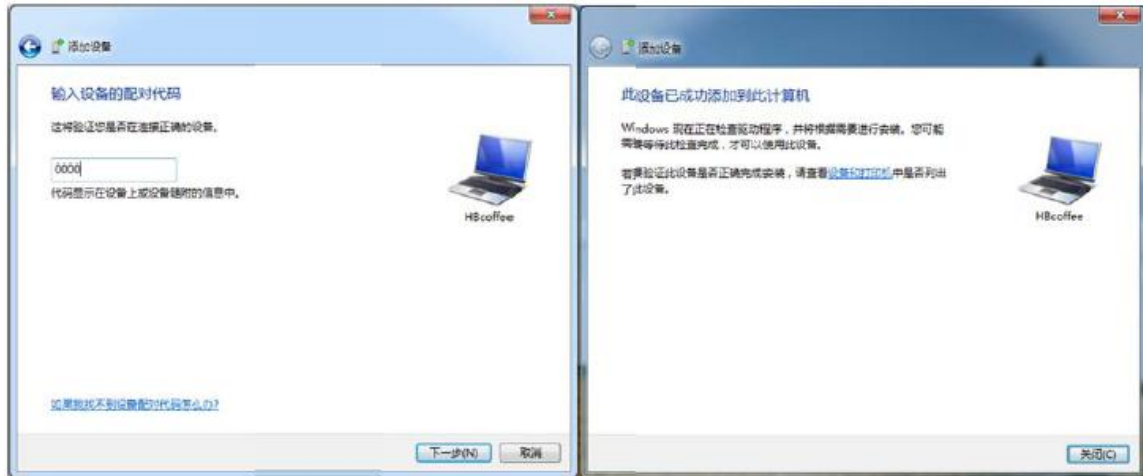 添加设备
输入设备的配对代码
这将验证您是否在连接正确的设备。
0000
代码显示在设备上或设备随附的信息中。
HBcoffee
如果我找不到设备配对代码怎么办?
下一步(N)
取消
添加设备
此设备已成功添加到此计算机
Windows 现在正在检查驱动程序，并将根据需要进行安装。您可能
需要等待此检查完成，才可以使用此设备。
若要验证此设备是否正确完成安装，请查看设备和打印机中是否列出
了此设备。
HBcoffee
关闭(C)